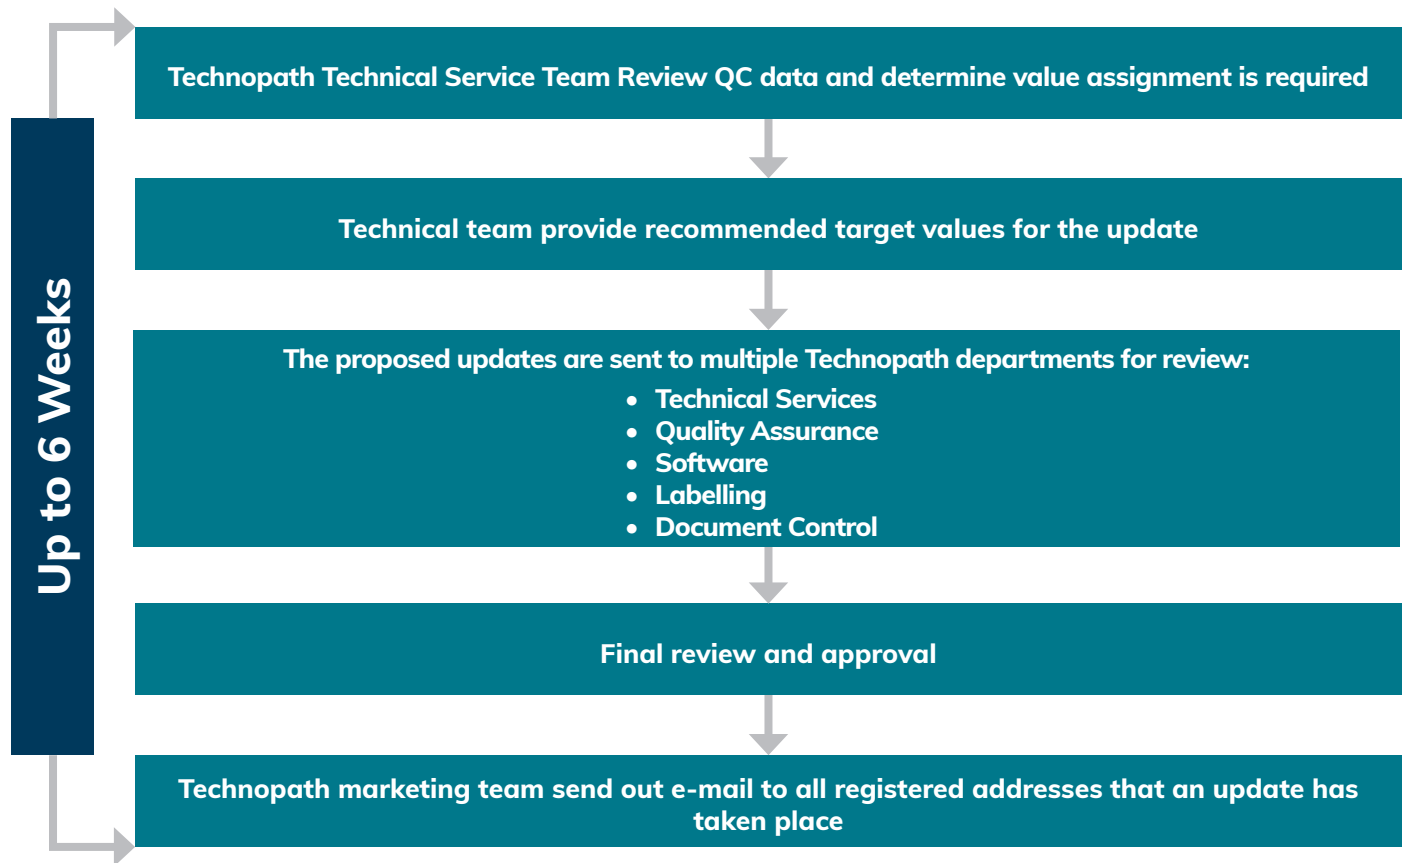 Technopath Technical Service Team Review QC data and determine value assignment is required
Technical team provide recommended target values for the update
Up to 6 Weeks
The proposed updates are sent to multiple Technopath departments for review:
• Technical Services
• Quality Assurance
• Software
• Labelling
• Document Control
Final review and approval
Technopath marketing team send out e-mail to all registered addresses that an update has
taken place